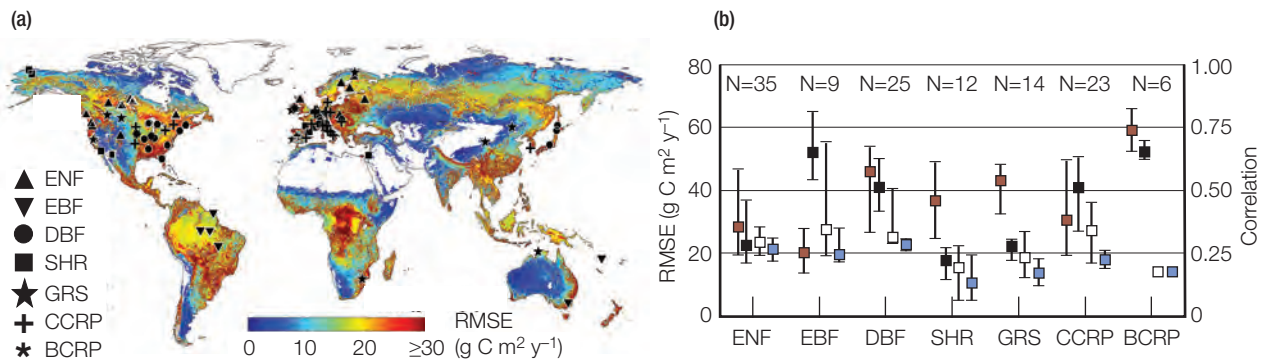 (a)
ENF
EBF
DBF
SHR
GRS
CCRP
BCRP
RMSE
0 10 20 ≥30 (g C m² y⁻¹)
(b)
80 1.00
N=35 N=9 N=25 N=12 N=14 N=23 N=6
60 0.75
40 0.50
20 0.25
0 0
RMSE (g C m² y⁻¹)
Correlation
ENF EBF DBF SHR GRS CCRP BCRP